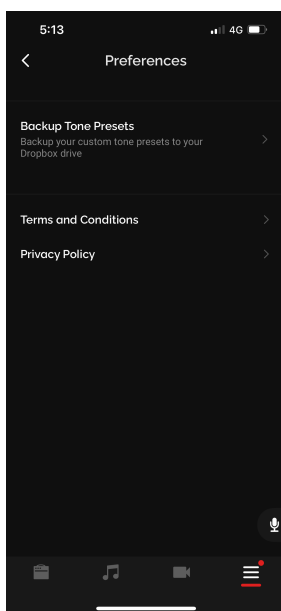 5:13
4G
Preferences
Backup Tone Presets
Backup your custom tone presets to your
Dropbox drive
Terms and Conditions
Privacy Policy